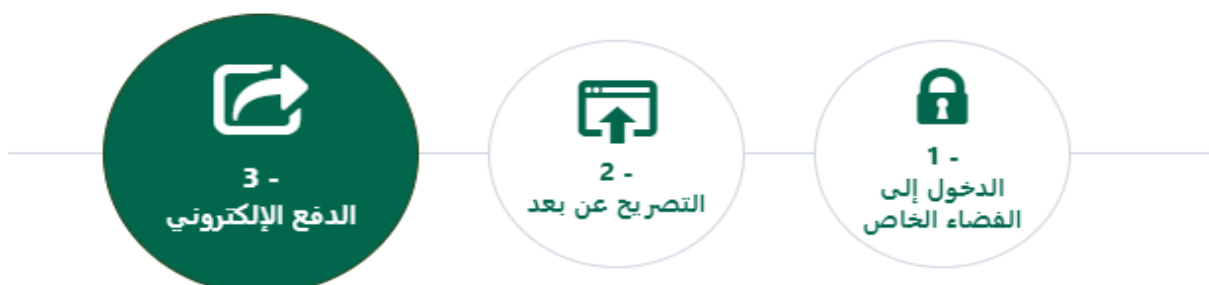 1 -
الدخول إلى
الفضاء الخاص
2 -
التصريح عن بعد
3 -
الدفع الإلكتروني